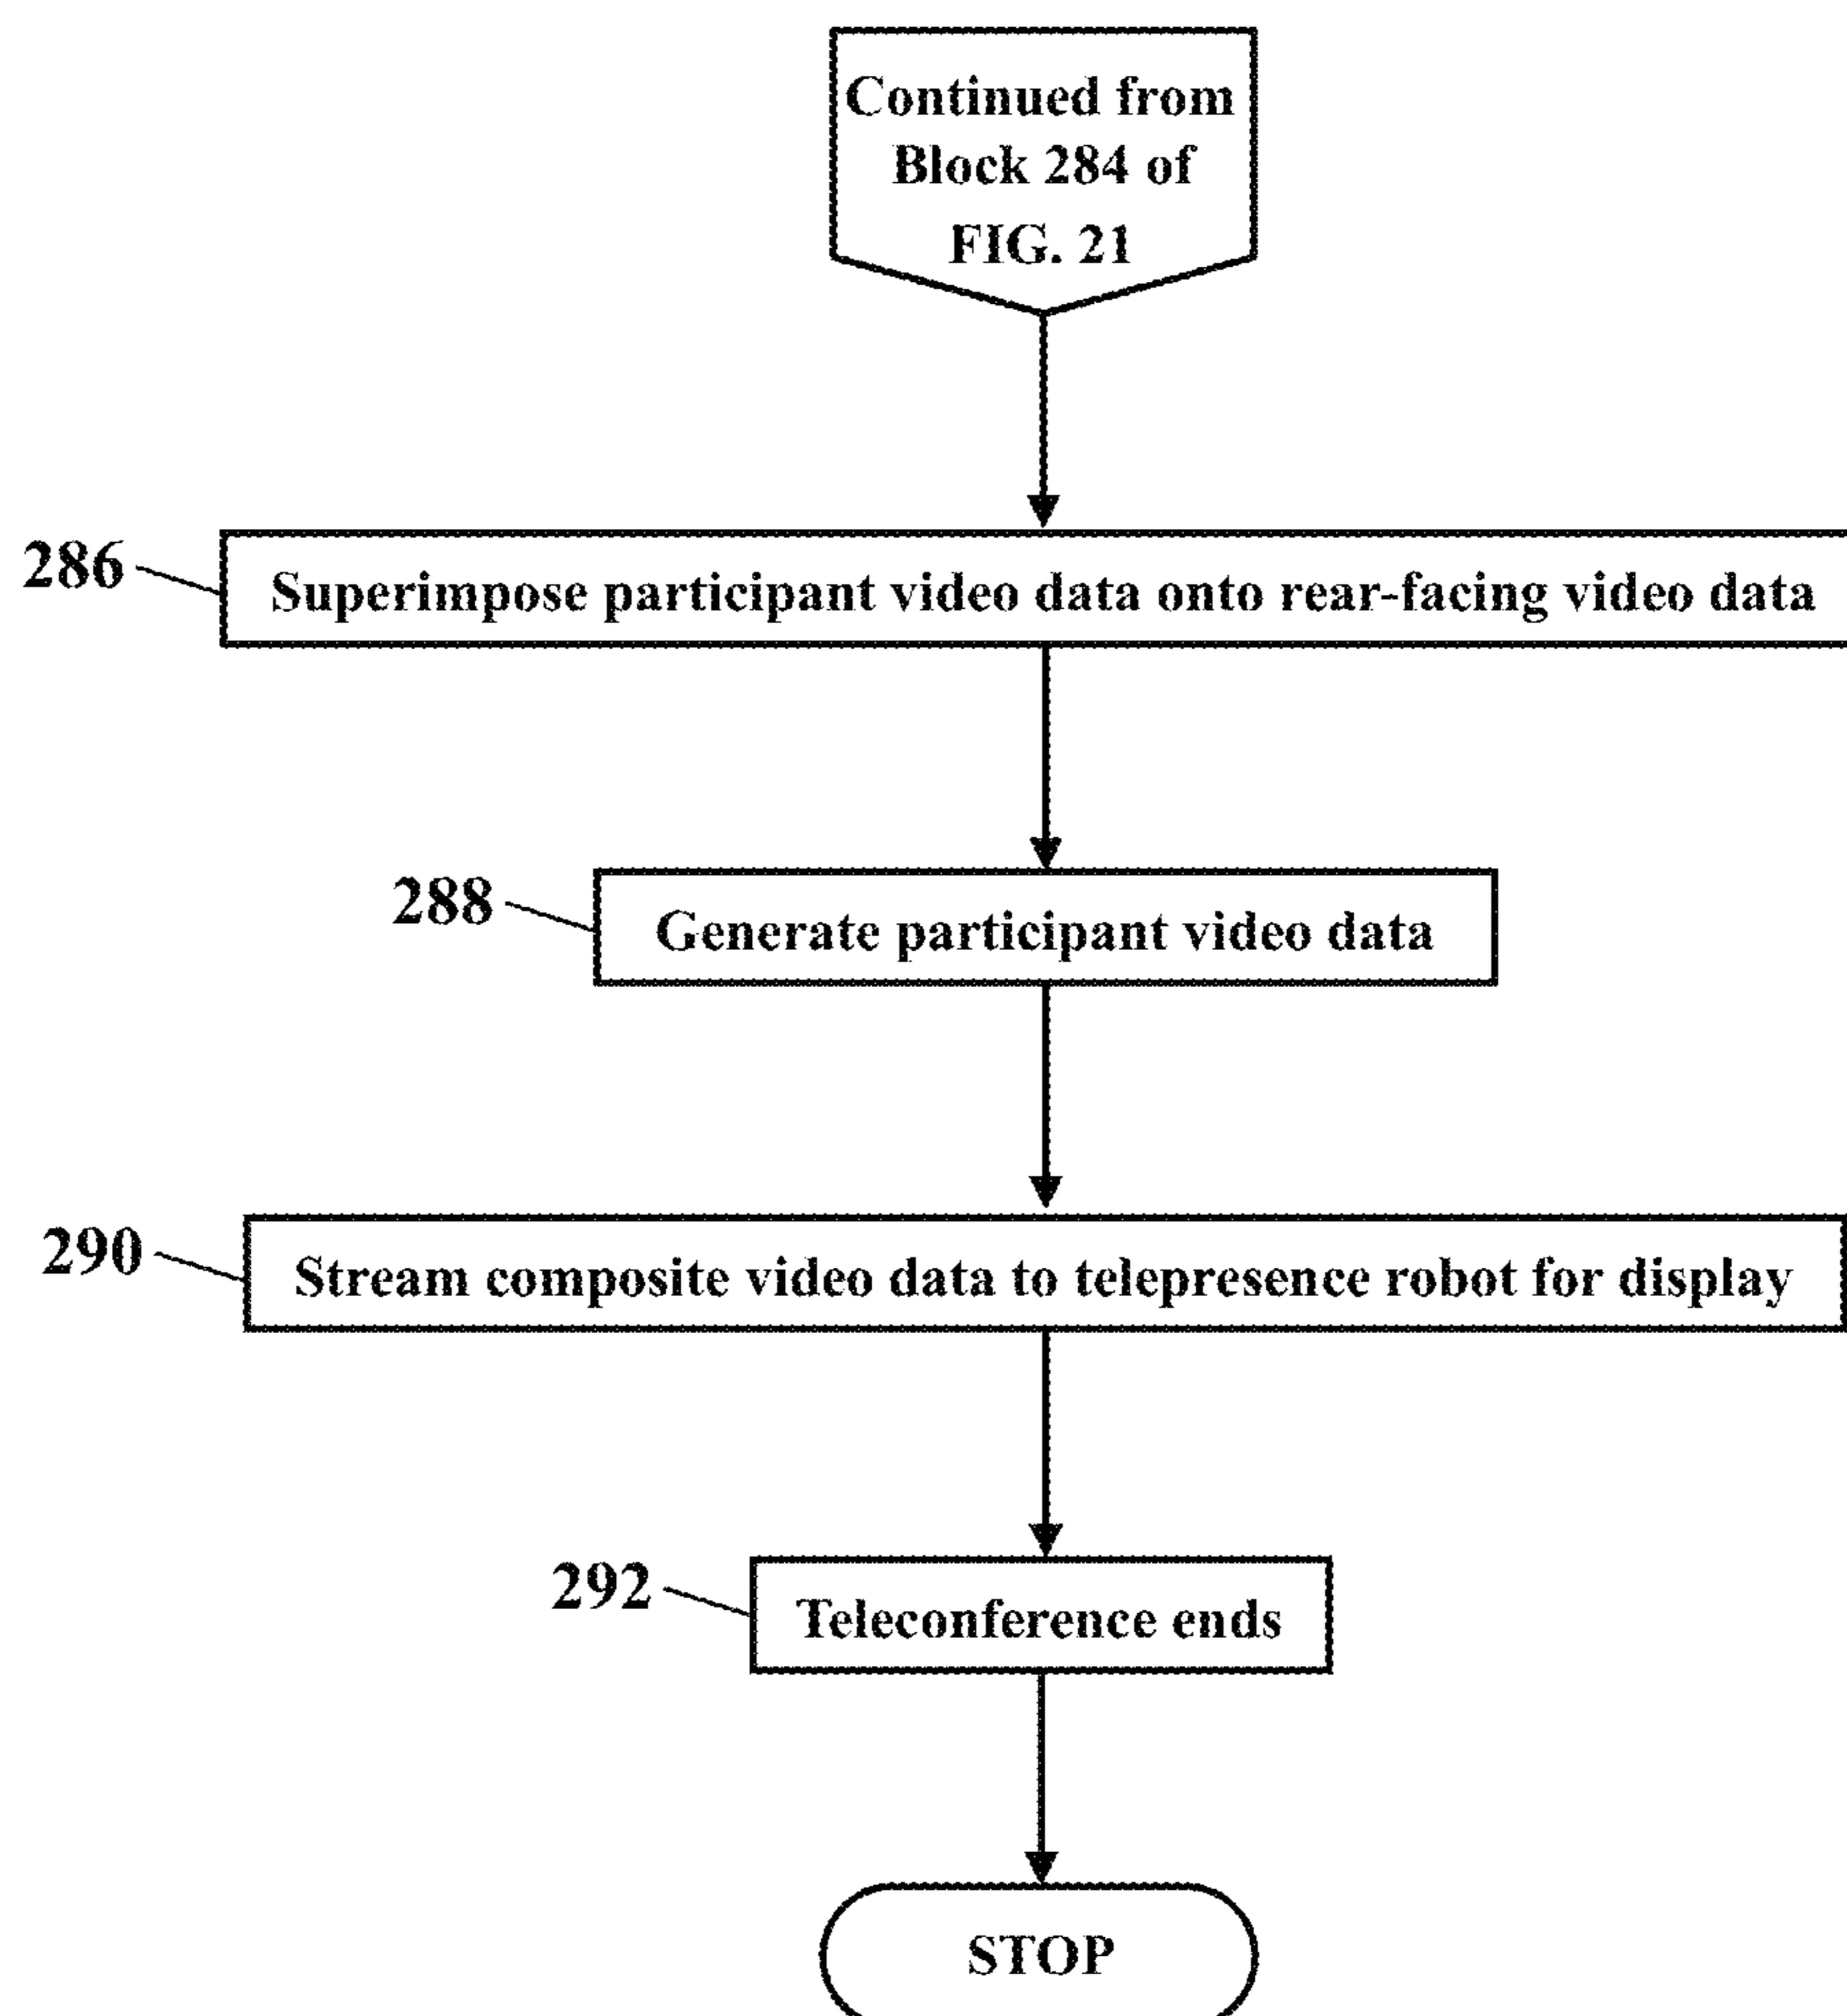 Continued from
Block 284 of
FIG. 21
286
Superimpose participant video data onto rear-facing video data
288
Generate participant video data
290
Stream composite video data to telepresence robot for display
292
Teleconference ends
STOP